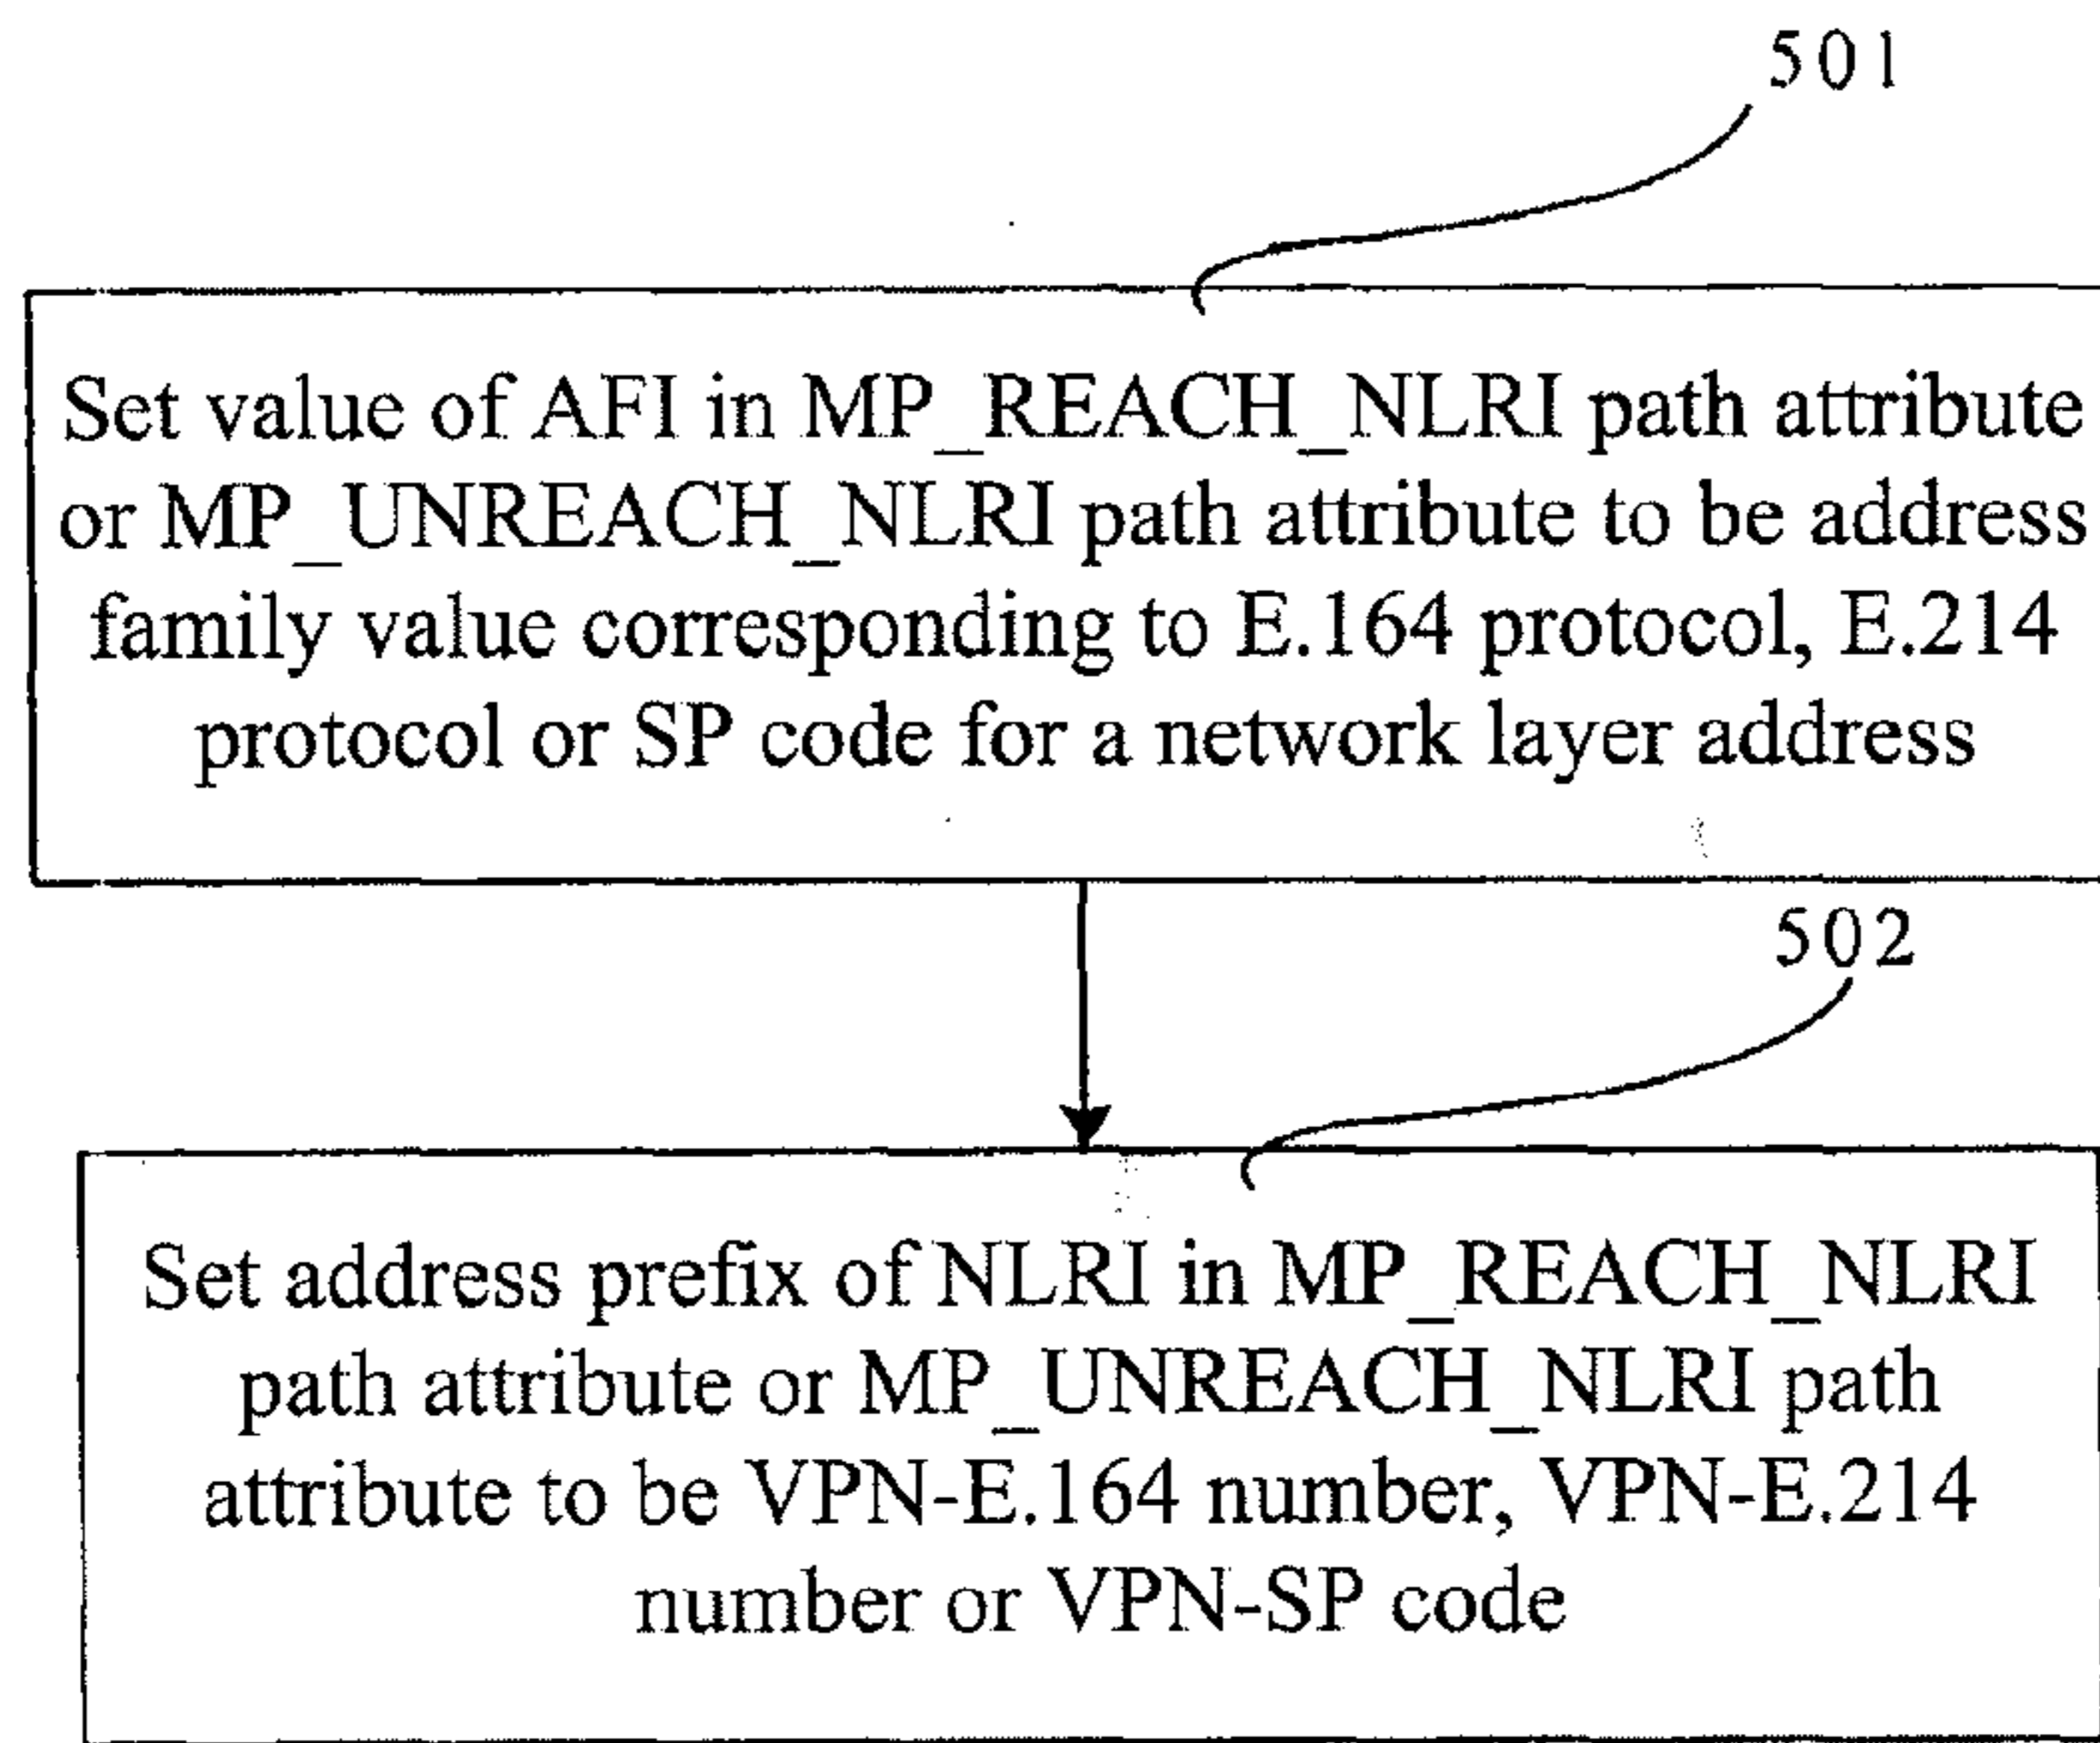 501
Set value of AFI in MP_REACH_NLRI path attribute
or MP_UNREACH_NLRI path attribute to be address
family value corresponding to E.164 protocol, E.214
protocol or SP code for a network layer address
502
Set address prefix of NLRI in MP_REACH_NLRI
path attribute or MP_UNREACH_NLRI path
attribute to be VPN-E.164 number, VPN-E.214
number or VPN-SP code